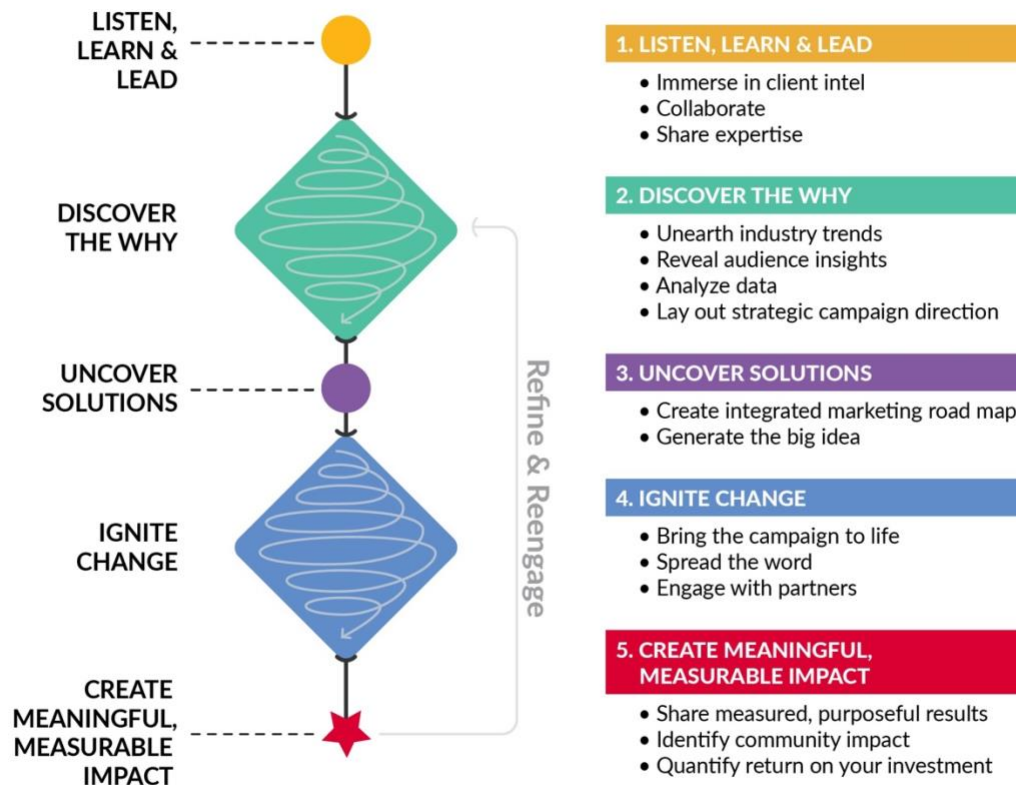 LISTEN,
LEARN &
LEAD
DISCOVER
THE WHY
UNCOVER
SOLUTIONS
IGNITE
CHANGE
CREATE
MEANINGFUL,
MEASURABLE
IMPACT
Refine & Reengage
1. LISTEN, LEARN & LEAD
• Immerse in client intel
• Collaborate
• Share expertise
2. DISCOVER THE WHY
• Unearth industry trends
• Reveal audience insights
• Analyze data
• Lay out strategic campaign direction
3. UNCOVER SOLUTIONS
• Create integrated marketing road map
• Generate the big idea
4. IGNITE CHANGE
• Bring the campaign to life
• Spread the word
• Engage with partners
5. CREATE MEANINGFUL,
MEASURABLE IMPACT
• Share measured, purposeful results
• Identify community impact
• Quantify return on your investment